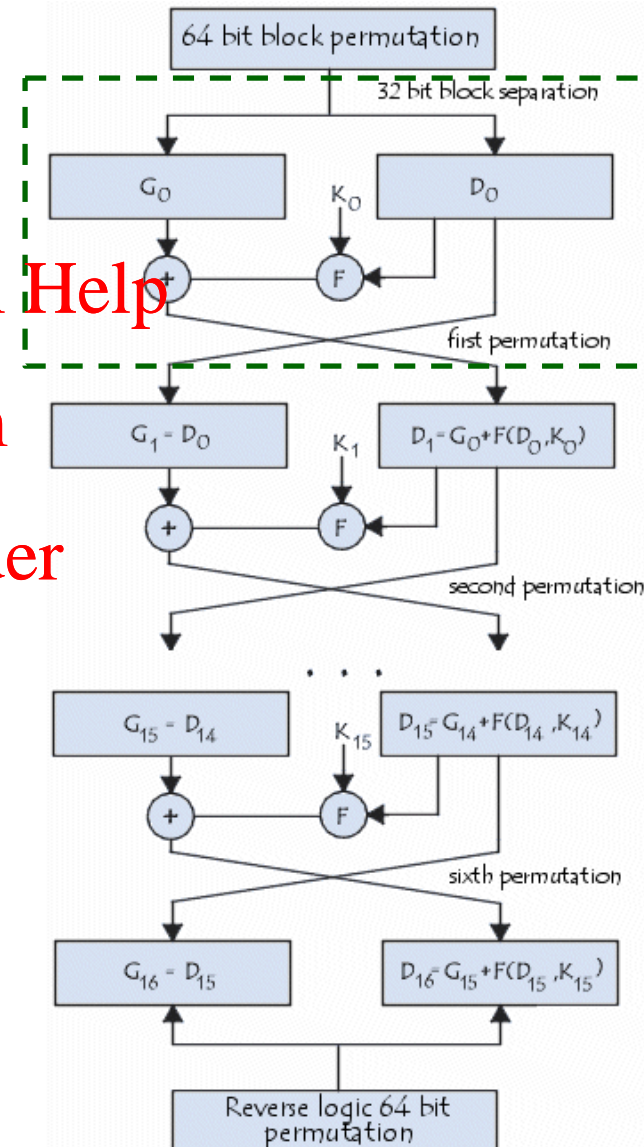 64 bit block permutation
32 bit block separation
G0
K0
D0
+
F
Help
first permutation
G1 = D0
K1
D1=G0+F(D0,K0)
+
F
second permutation
. . .
G15 = D14
K15
D15=G14+F(D14,K14)
+
F
sixth permutation
G16 = D15
D16=G15+F(D15,K15)
Reverse logic 64 bit
permutation